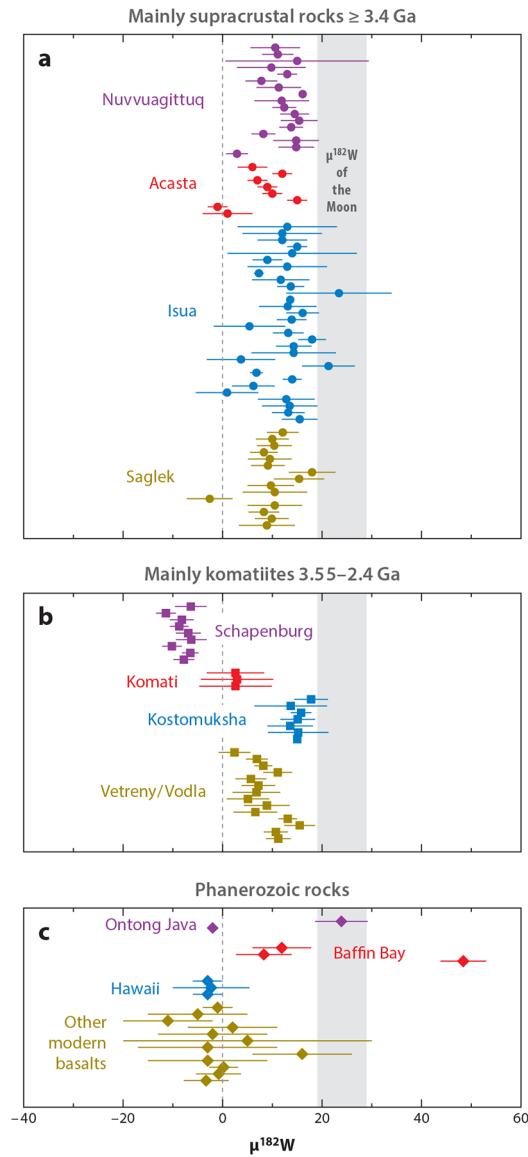 Mainly supracrustal rocks ≥ 3.4 Ga
a
Nuvvuagittuq
μ¹⁸²W
of
the
Moon
Acasta
Isua
Saglek
Mainly komatiites 3.55–2.4 Ga
b
Schapenburg
Komati
Kostomuksha
Vetreny/Vodla
Phanerozoic rocks
c
Ontong Java
Baffin Bay
Hawaii
Other
modern
basalts
−40 −20 0 20 40 60
μ¹⁸²W